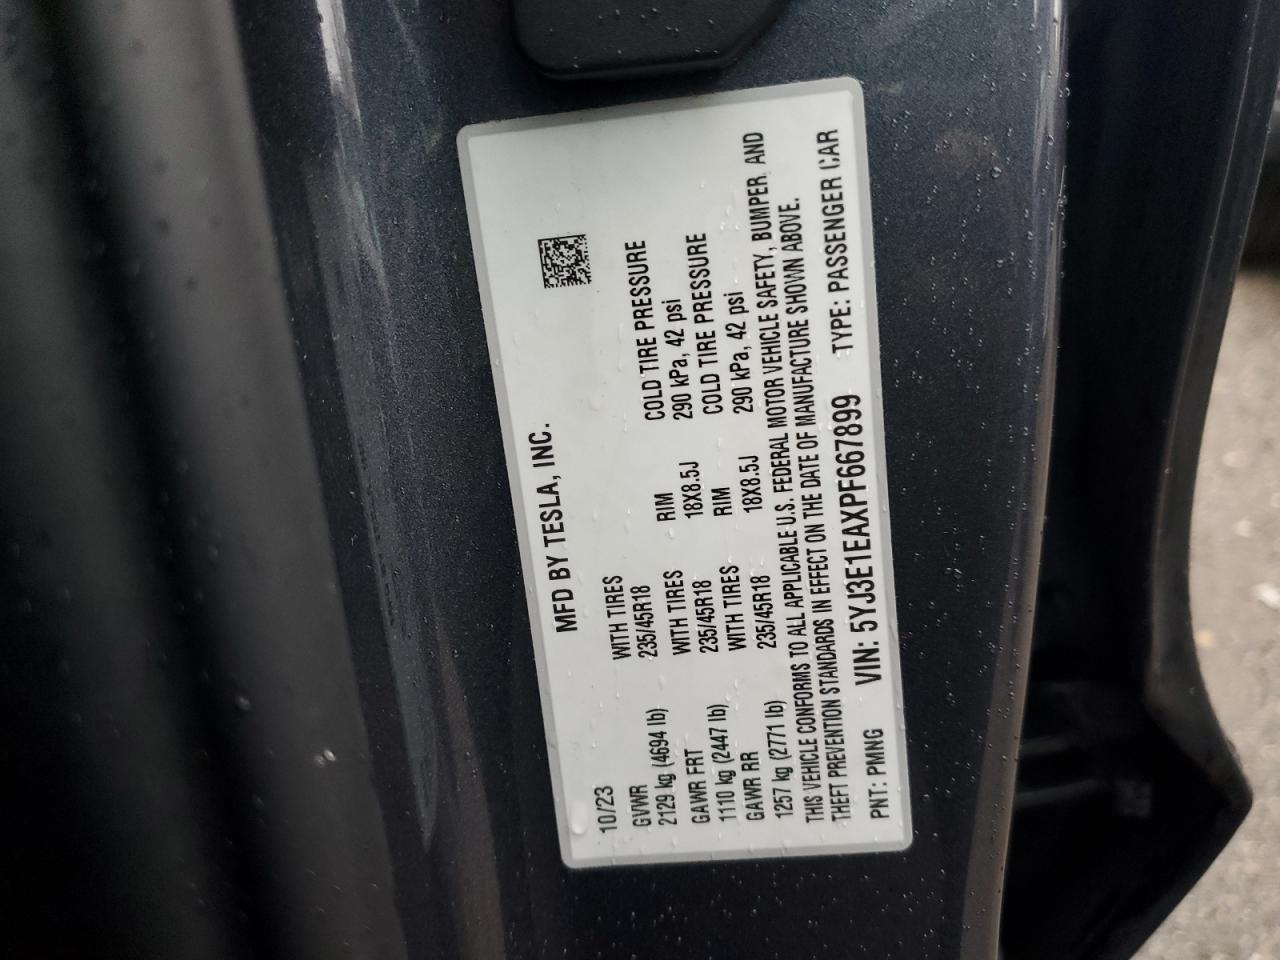 MFD BY TESLA, INC.
10/23
GVWR WITH TIRES RIM COLD TIRE PRESSURE
2129 kg (4694 lb) 235/45R18 18X8.5J 290 kPa, 42 psi
GAWR FRT WITH TIRES RIM COLD TIRE PRESSURE
1110 kg (2447 lb) 235/45R18 18X8.5J 290 kPa, 42 psi
GAWR RR WITH TIRES
1257 kg (2771 lb) 235/45R18
THIS VEHICLE CONFORMS TO ALL APPLICABLE U.S. FEDERAL MOTOR VEHICLE SAFETY, BUMPER, AND
THEFT PREVENTION STANDARDS IN EFFECT ON THE DATE OF MANUFACTURE SHOWN ABOVE.
PNT: PMNG VIN: 5YJ3E1EAXPF667899 TYPE: PASSENGER CAR